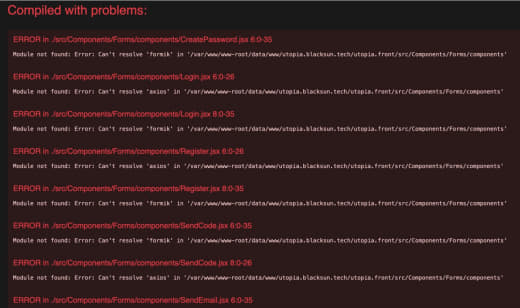 Compiled with problems:
ERROR in ./src/Components/Forms/components/CreatePassword.jsx 6:0-35
Module not found: Error: Can't resolve 'formik' in '/var/www/www-root/data/www/utopia.blacksun.tech/utopia.front/src/Components/Forms/components'
ERROR in ./src/Components/Forms/components/Login.jsx 6:0-26
Module not found: Error: Can't resolve 'axios' in '/var/www/www-root/data/www/utopia.blacksun.tech/utopia.front/src/Components/Forms/components'
ERROR in ./src/Components/Forms/components/Login.jsx 8:0-35
Module not found: Error: Can't resolve 'formik' in '/var/www/www-root/data/www/utopia.blacksun.tech/utopia.front/src/Components/Forms/components'
ERROR in ./src/Components/Forms/components/Register.jsx 6:0-26
Module not found: Error: Can't resolve 'axios' in '/var/www/www-root/data/www/utopia.blacksun.tech/utopia.front/src/Components/Forms/components'
ERROR in ./src/Components/Forms/components/Register.jsx 8:0-35
Module not found: Error: Can't resolve 'formik' in '/var/www/www-root/data/www/utopia.blacksun.tech/utopia.front/src/Components/Forms/components'
ERROR in ./src/Components/Forms/components/SendCode.jsx 6:0-35
Module not found: Error: Can't resolve 'formik' in '/var/www/www-root/data/www/utopia.blacksun.tech/utopia.front/src/Components/Forms/components'
ERROR in ./src/Components/Forms/components/SendCode.jsx 8:0-26
Module not found: Error: Can't resolve 'axios' in '/var/www/www-root/data/www/utopia.blacksun.tech/utopia.front/src/Components/Forms/components'
ERROR in ./src/Components/Forms/components/SendEmail.jsx 6:0-35